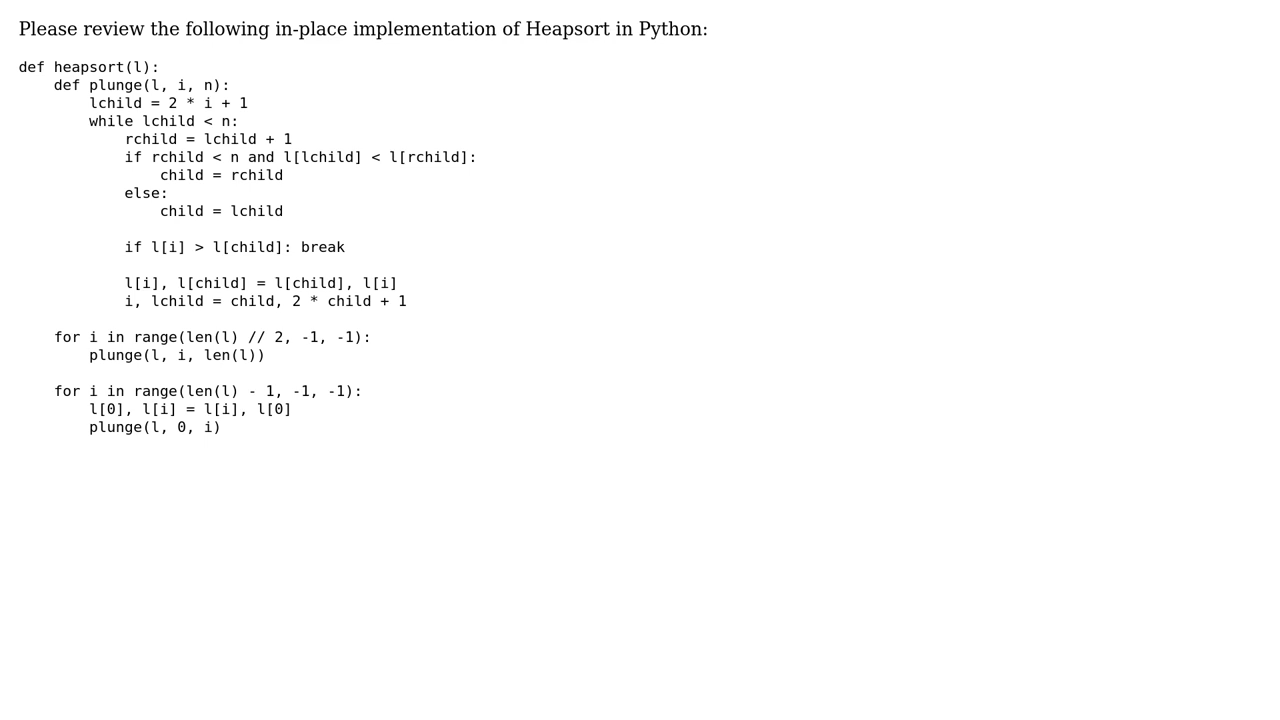 Please review the following in-place implementation of Heapsort in Python:
def heapsort(l):
    def plunge(l, i, n):
        lchild = 2 * i + 1
        while lchild < n:
            rchild = lchild + 1
            if rchild < n and l[lchild] < l[rchild]:
                child = rchild
            else:
                child = lchild

            if l[i] > l[child]: break

            l[i], l[child] = l[child], l[i]
            i, lchild = child, 2 * child + 1

    for i in range(len(l) // 2, -1, -1):
        plunge(l, i, len(l))

    for i in range(len(l) - 1, -1, -1):
        l[0], l[i] = l[i], l[0]
        plunge(l, 0, i)